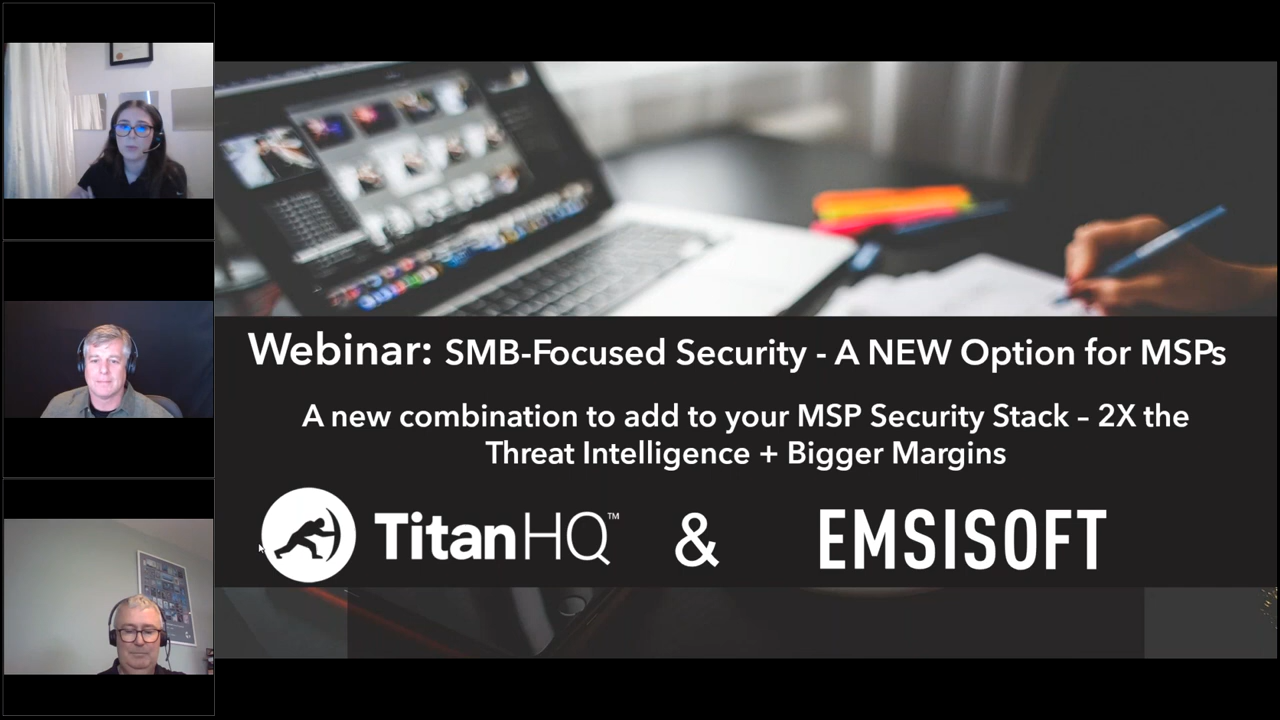 Webinar: SMB-Focused Security - A NEW Option for MSPs
A new combination to add to your MSP Security Stack – 2X the
Threat Intelligence + Bigger Margins
TitanHQ™ & EMSISOFT